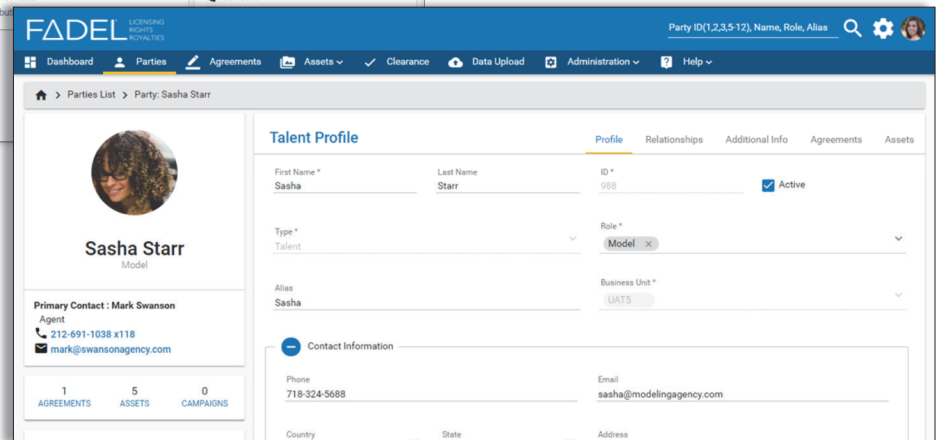 FADEL LICENSING
RIGHTS
ROYALTIES
Party ID(1,2,3,5-12), Name, Role, Alias
Dashboard Parties Agreements Assets Clearance Data Upload Administration Help
Parties List > Party: Sasha Starr
Sasha Starr
Model
Primary Contact : Mark Swanson
Agent
212-691-1038 x118
mark@swansonagency.com
1 5 0
AGREEMENTS ASSETS CAMPAIGNS
Talent Profile
Profile Relationships Additional Info Agreements Assets
First Name * Last Name ID *
Sasha Starr 988 Active
Type * Role *
Talent Model ×
Alias Business Unit *
Sasha UAT5
Contact Information
Phone Email
718-324-5688 sasha@modelingagency.com
Country State Address